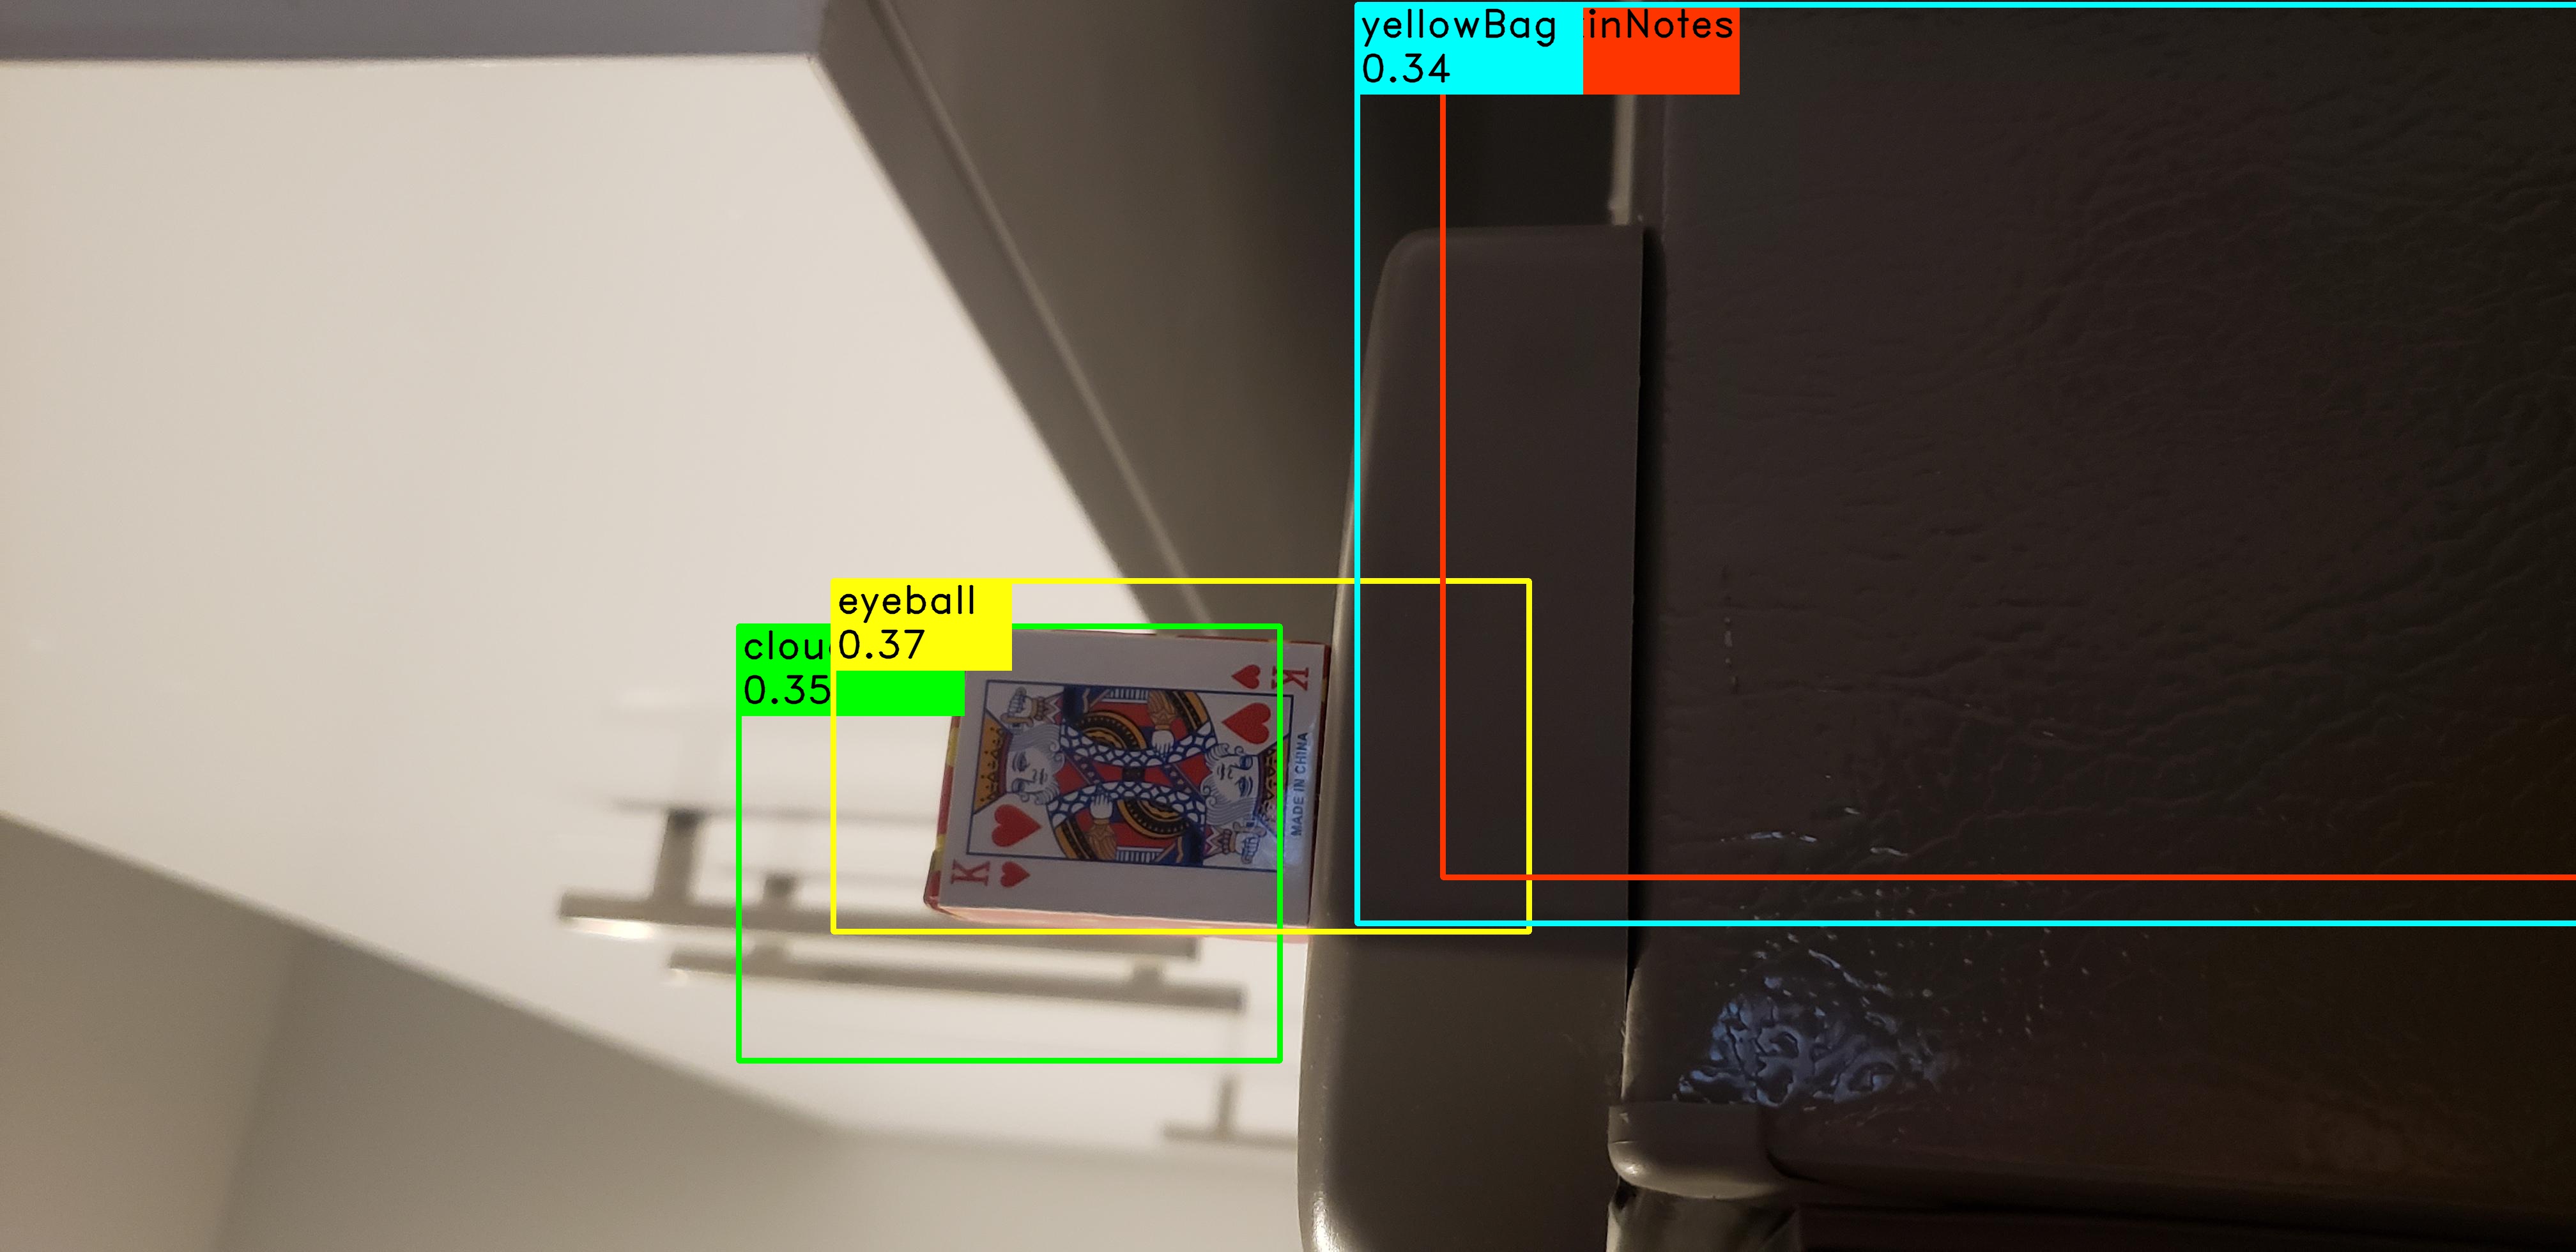 yellowBag
0.34
inNotes
eyeball
0.37
clou
0.35
K
K
MADE IN CHINA